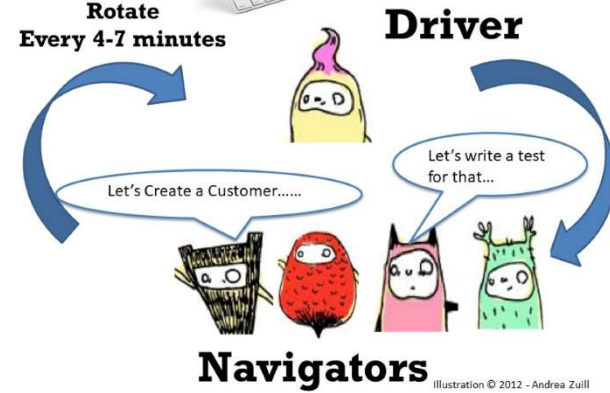 Rotate
Every 4-7 minutes
Driver
Let's write a test
for that...
Let's Create a Customer......
Navigators
Illustration © 2012 - Andrea Zuill